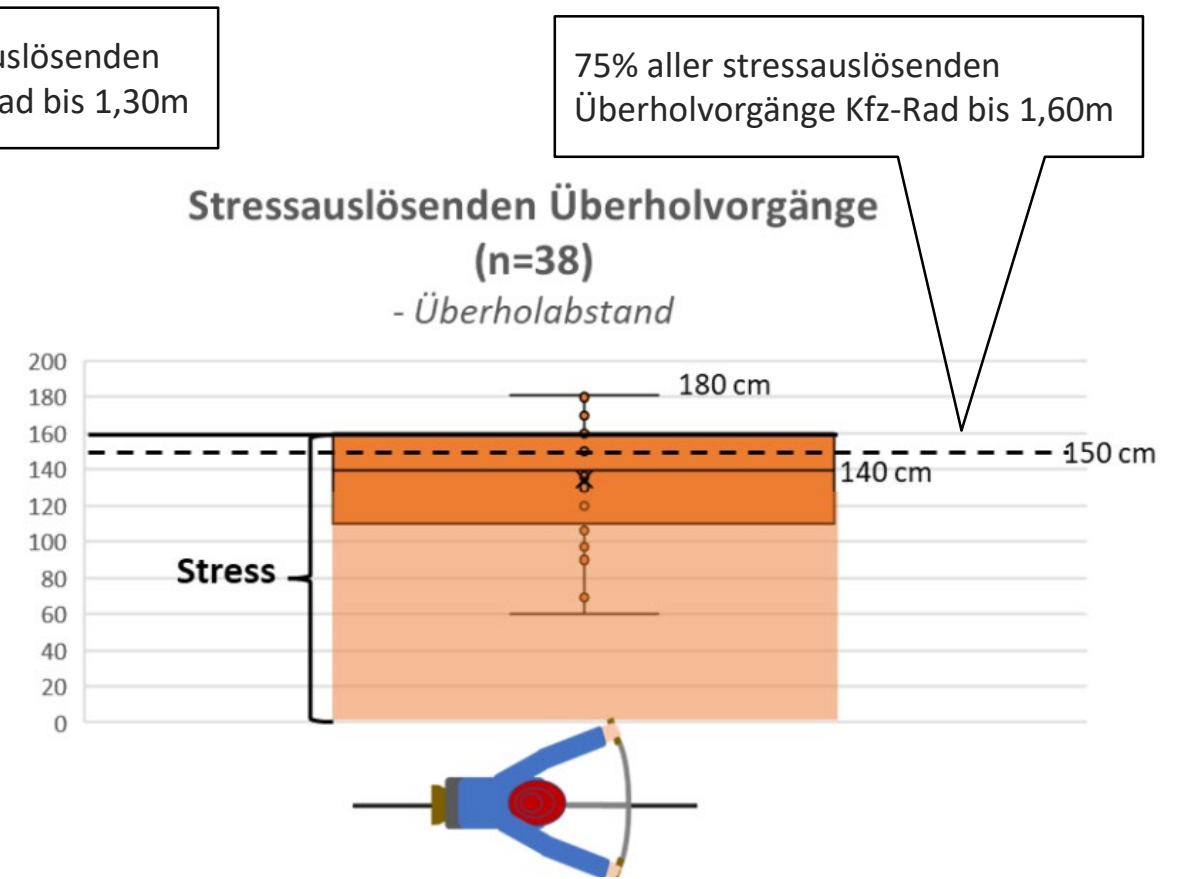 uslösenden
ad bis 1,30m
75% aller stressauslösenden
Überholvorgänge Kfz-Rad bis 1,60m
Stressauslösenden Überholvorgänge
(n=38)
- Überholabstand
200
180
160
140
120
100
80
60
40
20
0
180 cm
150 cm
140 cm
Stress